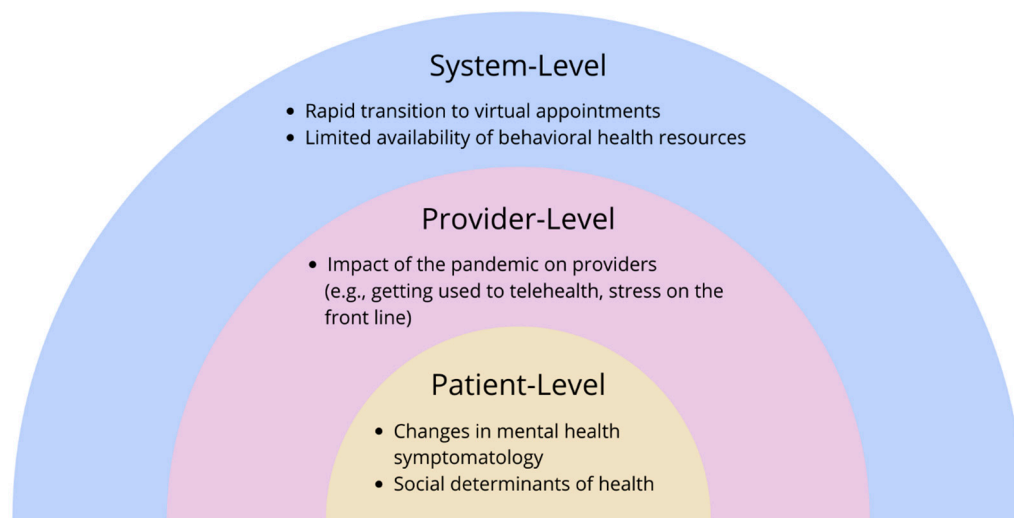 System-Level
• Rapid transition to virtual appointments
• Limited availability of behavioral health resources
Provider-Level
• Impact of the pandemic on providers
(e.g., getting used to telehealth, stress on the
front line)
Patient-Level
• Changes in mental health
symptomatology
• Social determinants of health